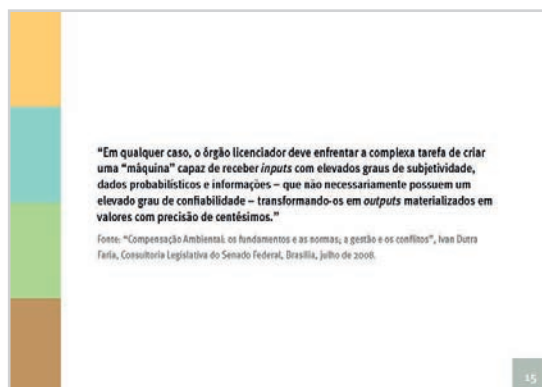 “Em qualquer caso, o órgão licenciador deve enfrentar a complexa tarefa de criar
uma “máquina” capaz de receber inputs com elevados graus de subjetividade,
dados probabilísticos e informações – que não necessariamente possuem um
elevado grau de confiabilidade – transformando-os em outputs materializados em
valores com precisão de centésimos.”
Fonte: “Compensação Ambiental: os fundamentos e as normas; a gestão e os conflitos”, Ivan Dutra
Faria, Consultoria Legislativa do Senado Federal, Brasília, julho de 2008.
15